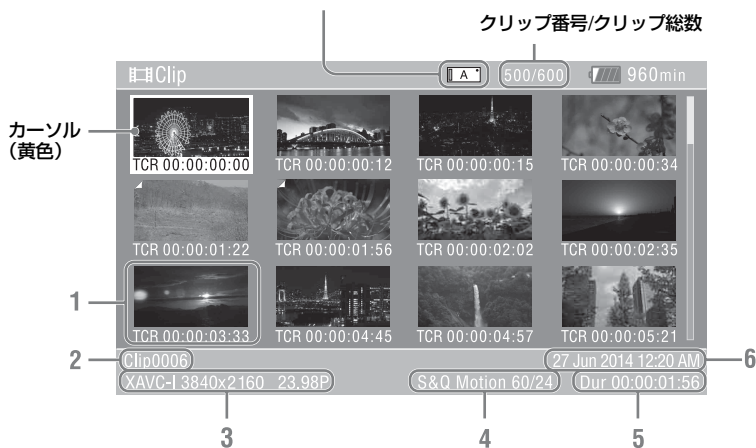 クリップ番号/クリップ総数
Clip
A
500/600
960min
カーソル
（黄色）
TCR 00:00:00:00
TCR 00:00:00:12
TCR 00:00:00:15
TCR 00:00:00:34
TCR 00:00:01:22
TCR 00:00:01:56
TCR 00:00:02:02
TCR 00:00:02:35
1
TCR 00:00:03:33
TCR 00:00:04:45
TCR 00:00:04:57
TCR 00:00:05:21
2
Clip0006
27 Jun 2014 12:20 AM
6
XAVC-I 3840x2160 23.98P
S&Q Motion 60/24
Dur 00:00:01:56
3
4
5